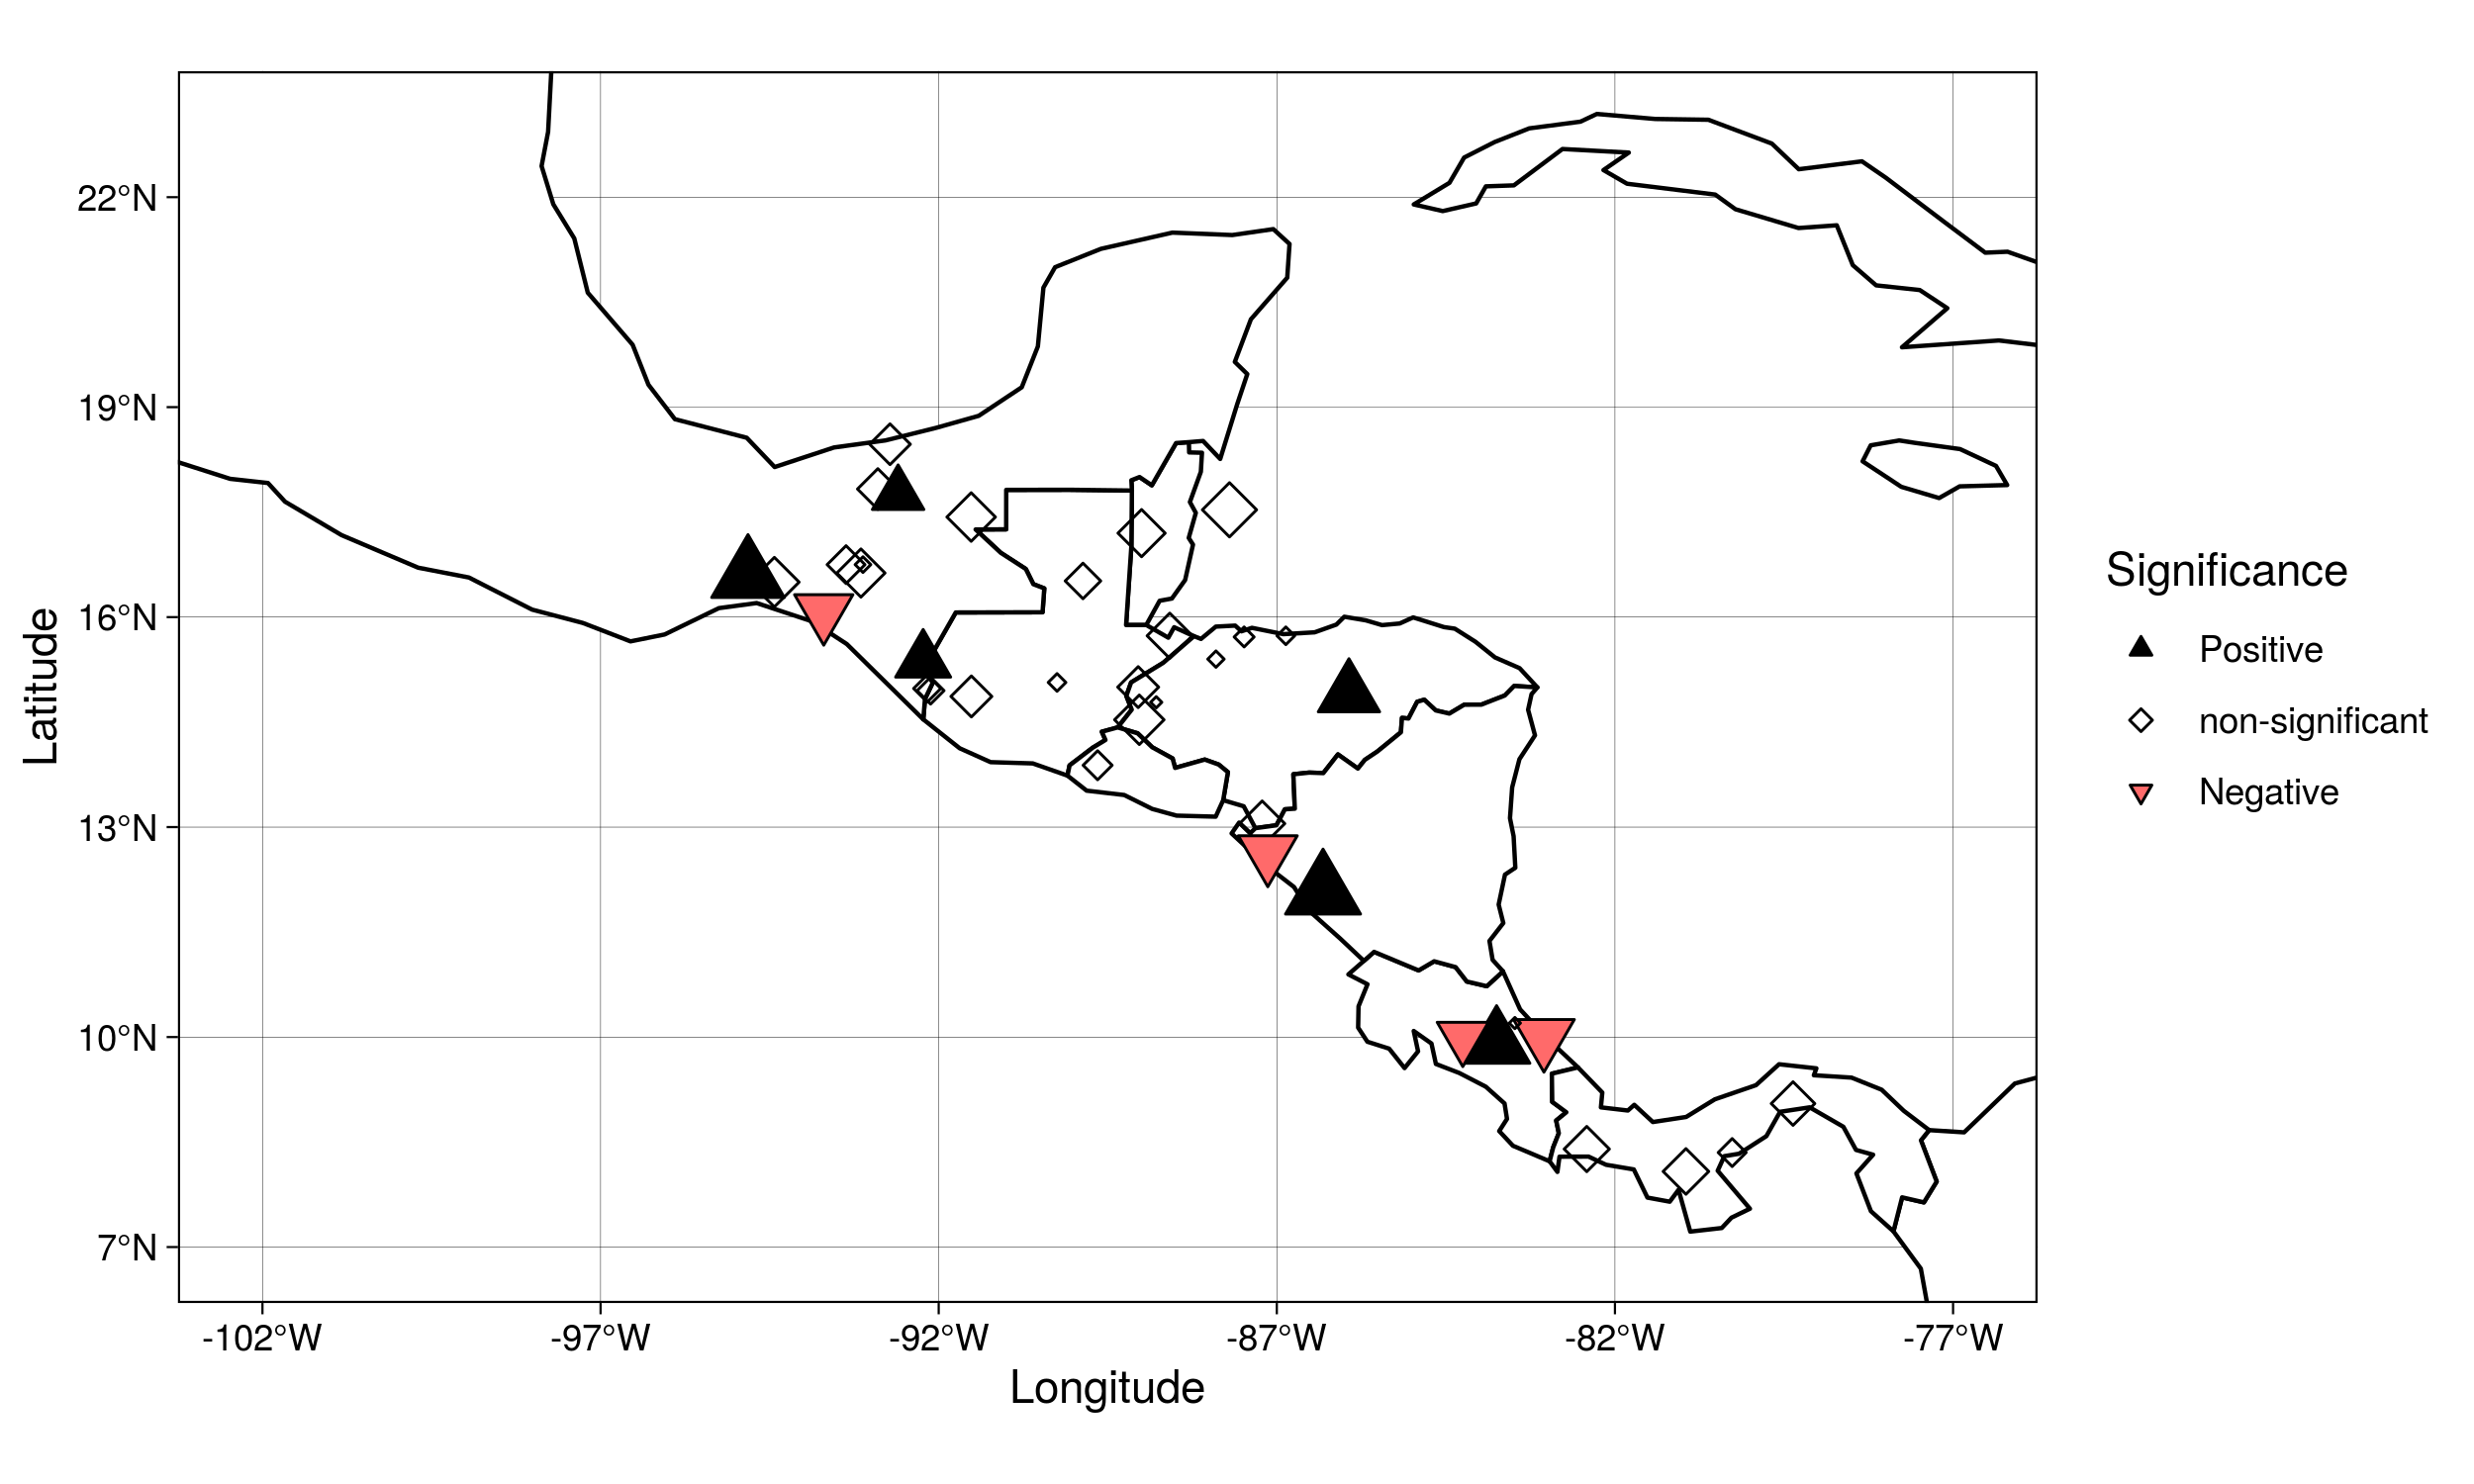 22°N
19°N
16°N
13°N
10°N
7°N
Latitude
-102°W
-97°W
-92°W
-87°W
-82°W
-77°W
Longitude
Significance
Positive
non-significant
Negative